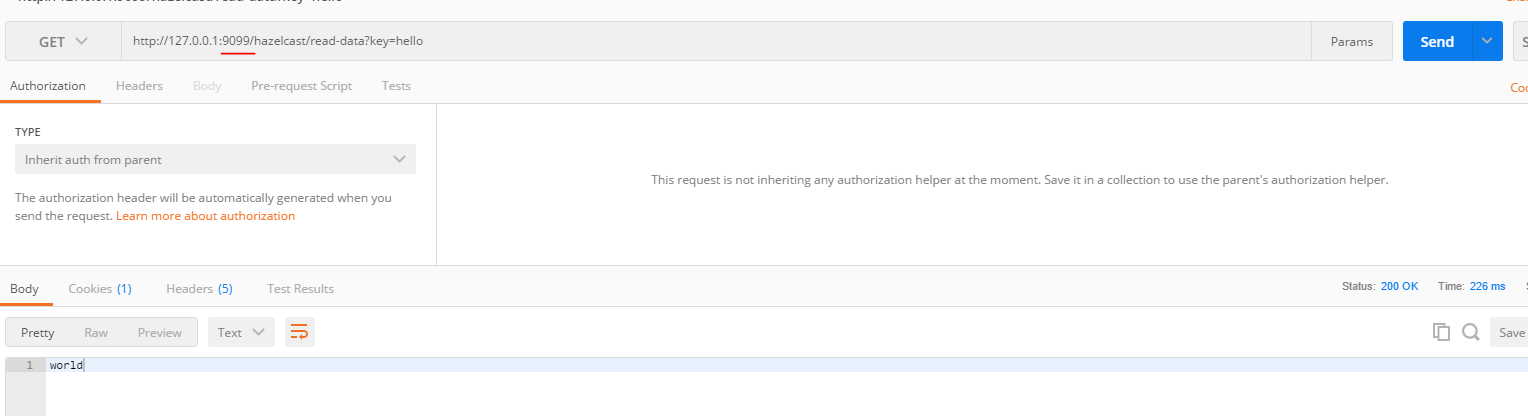 GET http://127.0.0.1:9099/hazelcast/read-data?key=hello Params Send
Authorization Headers Body Pre-request Script Tests
TYPE
Inherit auth from parent
This request is not inheriting any authorization helper at the moment. Save it in a collection to use the parent's authorization helper.
The authorization header will be automatically generated when you
send the request. Learn more about authorization
Body Cookies (1) Headers (5) Test Results Status: 200 OK Time: 226 ms
Pretty Raw Preview Text Save
1 world